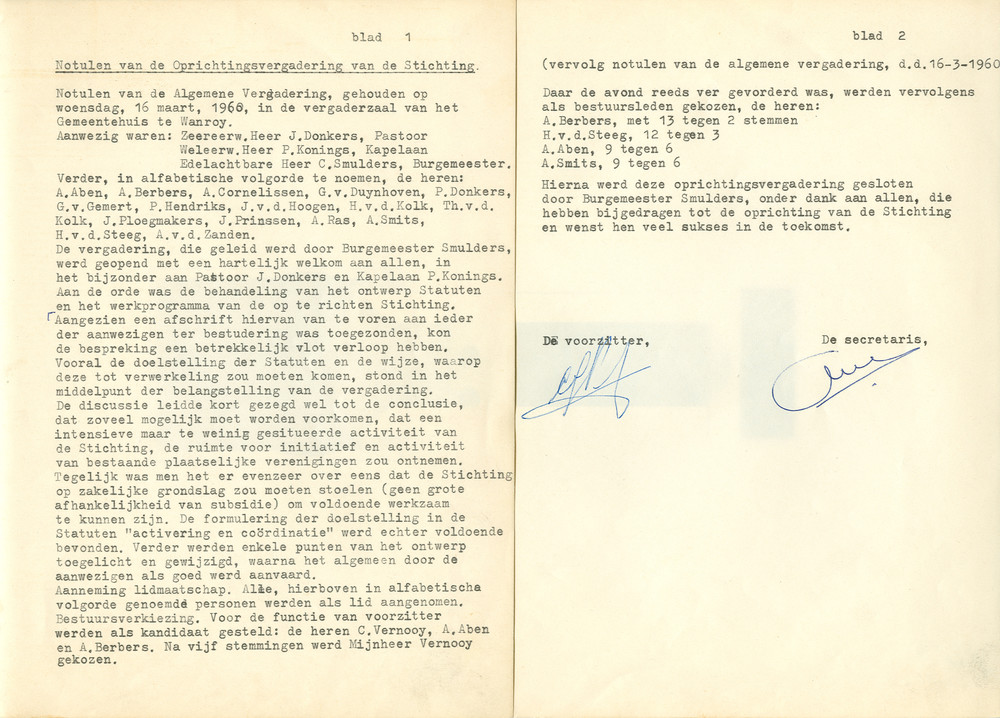 blad 1
Notulen van de Oprichtingsvergadering van de Stichting.
Notulen van de Algemene Vergadering, gehouden op
woensdag, 16 maart, 1960, in de vergaderzaal van het
Gemeentehuis te Wanroy.
Aanwezig waren: Zeereerw.Heer J.Donkers, Pastoor
Weleerw.Heer P.Konings, Kapelaan
Edelachtbare Heer C.Smulders, Burgemeester.
Verder, in alfabetische volgorde te noemen, de heren:
A.Aben, A.Berbers, A.Cornelissen, G.v.Duynhoven, P.Donkers,
G.v.Gemert, P.Hendriks, J.v.d.Hoogen, H.v.d.Kolk, Th.v.d.
Kolk, J.Ploegmakers, J.Prinssen, A.Ras, A.Smits,
H.v.d.Steeg, A.v.d.Zanden.
De vergadering, die geleid werd door Burgemeester Smulders,
werd geopend met een hartelijk welkom aan allen, in
het bijzonder aan Pastoor J.Donkers en Kapelaan P.Konings.
Aan de orde was de behandeling van het ontwerp Statuten
en het werkprogramma van de op te richten Stichting.
Aangezien een afschrift hiervan van te voren aan ieder
der aanwezigen ter bestudering was toegezonden, kon
de bespreking een betrekkelijk vlot verloop hebben.
Vooral de doelstelling der Statuten en de wijze, waarop
deze tot verwerkeling zou moeten komen, stond in het
middelpunt der belangstelling van de vergadering.
De discussie leidde kort gezegd wel tot de conclusie,
dat zoveel mogelijk moet worden voorkomen, dat een
intensieve maar te weinig gesitueerde activiteit van
de Stichting, de ruimte voor initiatief en activiteit
van bestaande plaatselijke verenigingen zou ontnemen.
Tegelijk was men het er evenzeer over eens dat de Stichting
op zakelijke grondslag zou moeten stoelen (geen grote
afhankelijkheid van subsidie) om voldoende werkzaam
te kunnen zijn. De formulering der doelstelling in de
Statuten "activering en coördinatie" werd echter voldoende
bevonden. Verder werden enkele punten van het ontwerp
toegelicht en gewijzigd, waarna het algemeen door de
aanwezigen als goed werd aanvaard.
Aanneming lidmaatschap. Alle, hierboven in alfabetische
volgorde genoemde personen werden als lid aangenomen.
Bestuursverkiezing. Voor de functie van voorzitter
werden als kandidaat gesteld: de heren C.Vernooy, A.Aben
en A.Berbers. Na vijf stemmingen werd Mijnheer Vernooy
gekozen.
blad 2
(vervolg notulen van de algemene vergadering, d.d.16-3-1960
Daar de avond reeds ver gevorderd was, werden vervolgens
als bestuursleden gekozen, de heren:
A.Berbers, met 13 tegen 2 stemmen
H.v.d.Steeg, 12 tegen 3
A.Aben, 9 tegen 6
A.Smits, 9 tegen 6
Hierna werd deze oprichtingsvergadering gesloten
door Burgemeester Smulders, onder dank aan allen, die
hebben bijgedragen tot de oprichting van de Stichting
en wenst hen veel sukses in de toekomst.
De voorzitter, De secretaris,